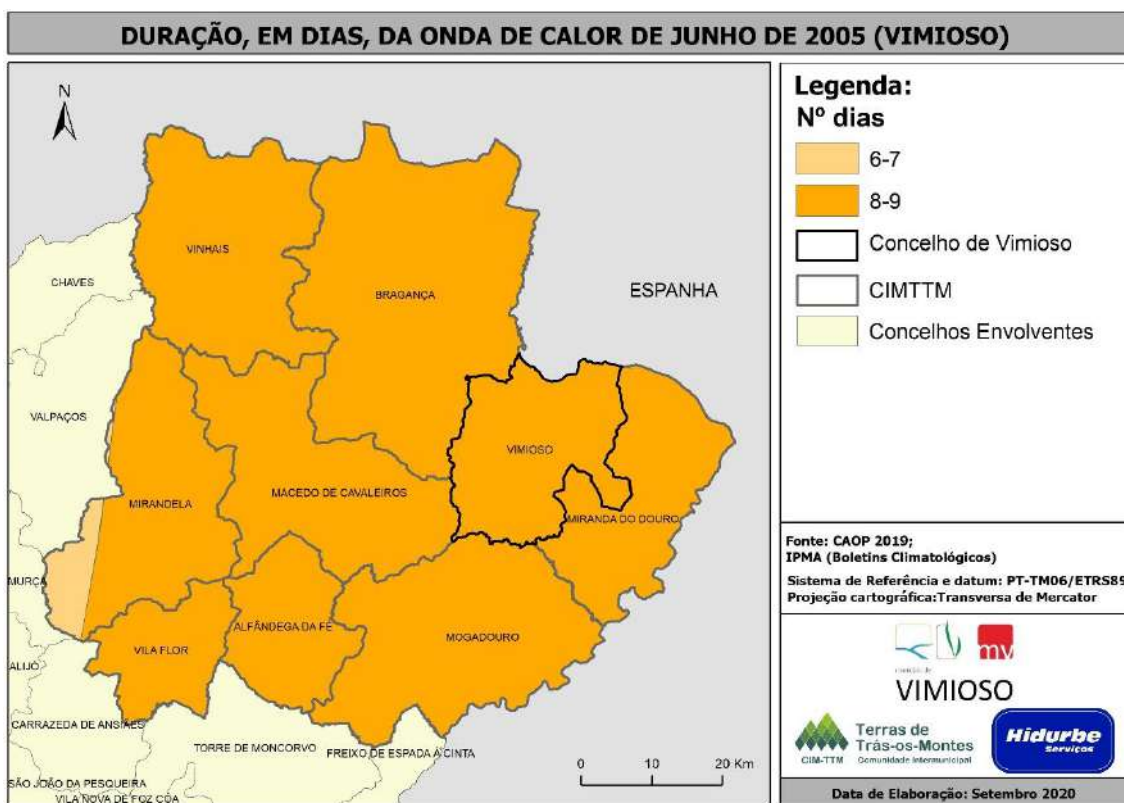 DURAÇÃO, EM DIAS, DA ONDA DE CALOR DE JUNHO DE 2005 (VIMIOSO)
N
VINHAIS
CHAVES
BRAGANÇA
ESPANHA
VALPAÇOS
VIMIOSO
MIRANDELA
MACEDO DE CAVALEIROS
MIRANDA DO DOURO
MURÇA
ALFÂNDEGA DA FÉ
MOGADOURO
VILA FLOR
ALIJÓ
CARRAZEDA DE ANSIÃES
TORRE DE MONCORVO
FREIXO DE ESPADA À CINTA
SÃO JOÃO DA PESQUEIRA
VILA NOVA DE FOZ CÔA
0 10 20 Km
Legenda:
Nº dias
6-7
8-9
Concelho de Vimioso
CIMTTM
Concelhos Envolventes
Fonte: CAOP 2019;
IPMA (Boletins Climatológicos)
Sistema de Referência e datum: PT-TM06/ETRS89
Projeção cartográfica:Transversa de Mercator
mv
VIMIOSO
CIM-TTM
Terras de
Trás-os-Montes
Comunidade Intermunicipal
Hidurbe
Serviços
Data de Elaboração: Setembro 2020